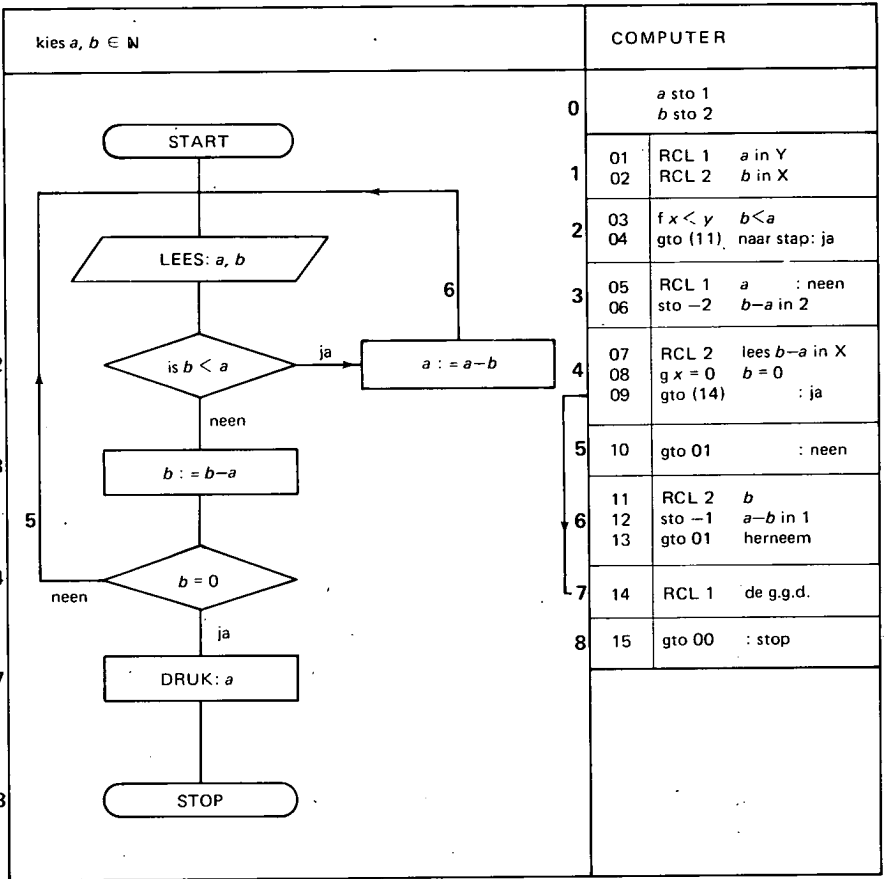 kies a, b ∈ ℕ
START
LEES: a, b
6
is b < a
ja
a : = a−b
neen
b : = b−a
5
b = 0
neen
ja
7
DRUK: a
STOP
COMPUTER
0
a sto 1
b sto 2
1
01 RCL 1 a in Y
02 RCL 2 b in X
2
03 f x < y b<a
04 gto (11) naar stap: ja
3
05 RCL 1 a : neen
06 sto −2 b−a in 2
4
07 RCL 2 lees b−a in X
08 g x = 0 b = 0
09 gto (14) : ja
5
10 gto 01 : neen
6
11 RCL 2 b
12 sto −1 a−b in 1
13 gto 01 herneem
7
14 RCL 1 de g.g.d.
8
15 gto 00 : stop